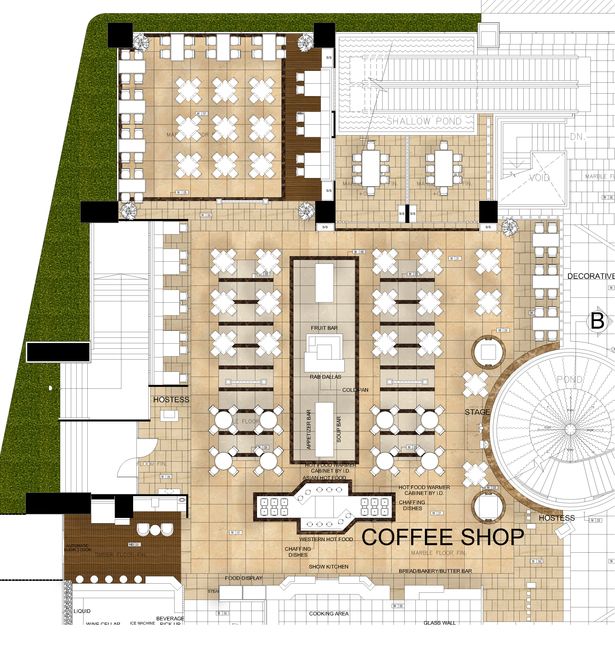 SHALLOW POND
DN.
VOID
MARBLE FIN.
DECORATIVE
B
FRUIT BAR
RAB DALLAS
COLD PAN
APPETIZER BAR
SOUP BAR
HOSTESS
STAGE
POND
HOT FOOD WARMER
CABINET BY I.D.
ASIAN HOT FOOD
HOT FOOD WARMER
CABINET BY I.D.
CHAFFING
DISHES
HOSTESS
COFFEE SHOP
WESTERN HOT FOOD
CHAFFING
DISHES
MARBLE FLOOR FIN.
SHOW KITCHEN
BREAD/BAKERY/BUTTER BAR
FOOD DISPLAY
COOKING AREA
GLASS WALL
AUTOMATIC
LIQUID
WINE CELLAR
ICE MACHINE
BEVERAGE
PICK UP